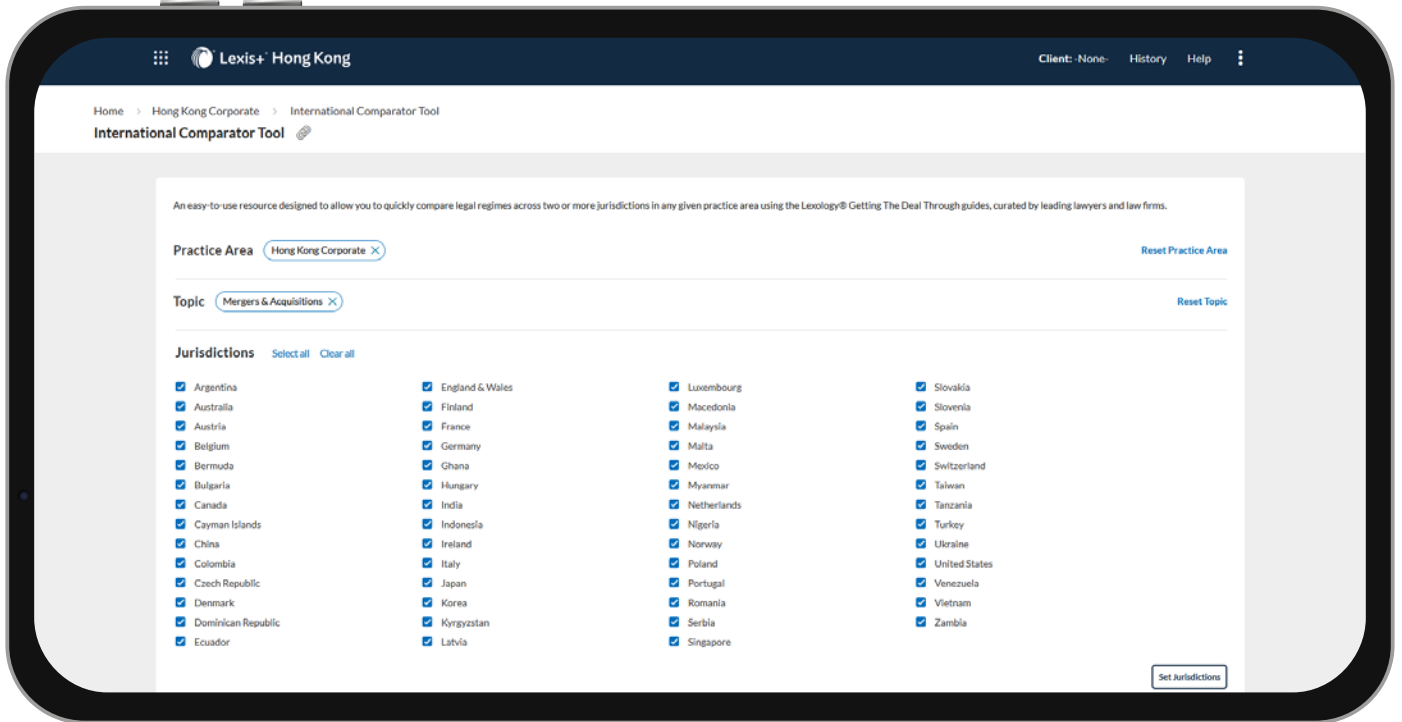 Lexis+ Hong Kong
Client: -None- History Help
Home > Hong Kong Corporate > International Comparator Tool
International Comparator Tool
An easy-to-use resource designed to allow you to quickly compare legal regimes across two or more jurisdictions in any given practice area using the Lexology® Getting The Deal Through guides, curated by leading lawyers and law firms.
Practice Area Hong Kong Corporate Reset Practice Area
Topic Mergers & Acquisitions Reset Topic
Jurisdictions Select all Clear all
Argentina England & Wales Luxembourg Slovakia
Australia Finland Macedonia Slovenia
Austria France Malaysia Spain
Belgium Germany Malta Sweden
Bermuda Ghana Mexico Switzerland
Bulgaria Hungary Myanmar Taiwan
Canada India Netherlands Tanzania
Cayman Islands Indonesia Nigeria Turkey
China Ireland Norway Ukraine
Colombia Italy Poland United States
Czech Republic Japan Portugal Venezuela
Denmark Korea Romania Vietnam
Dominican Republic Kyrgyzstan Serbia Zambia
Ecuador Latvia Singapore
Set Jurisdictions